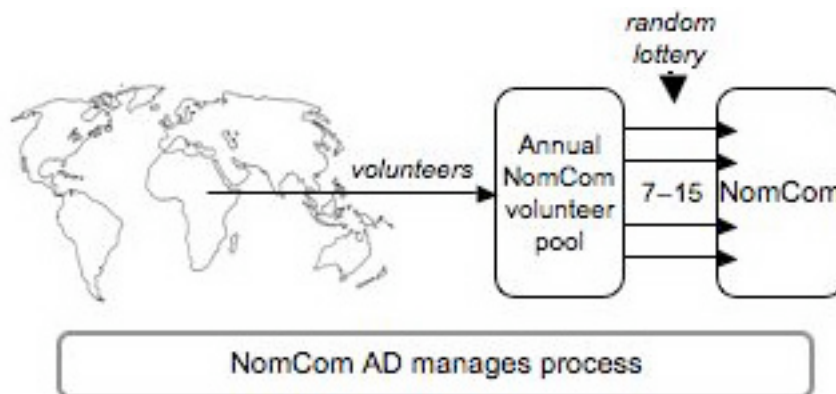 random
lottery
volunteers
Annual
NomCom
volunteer
pool
7–15
NomCom
NomCom AD manages process